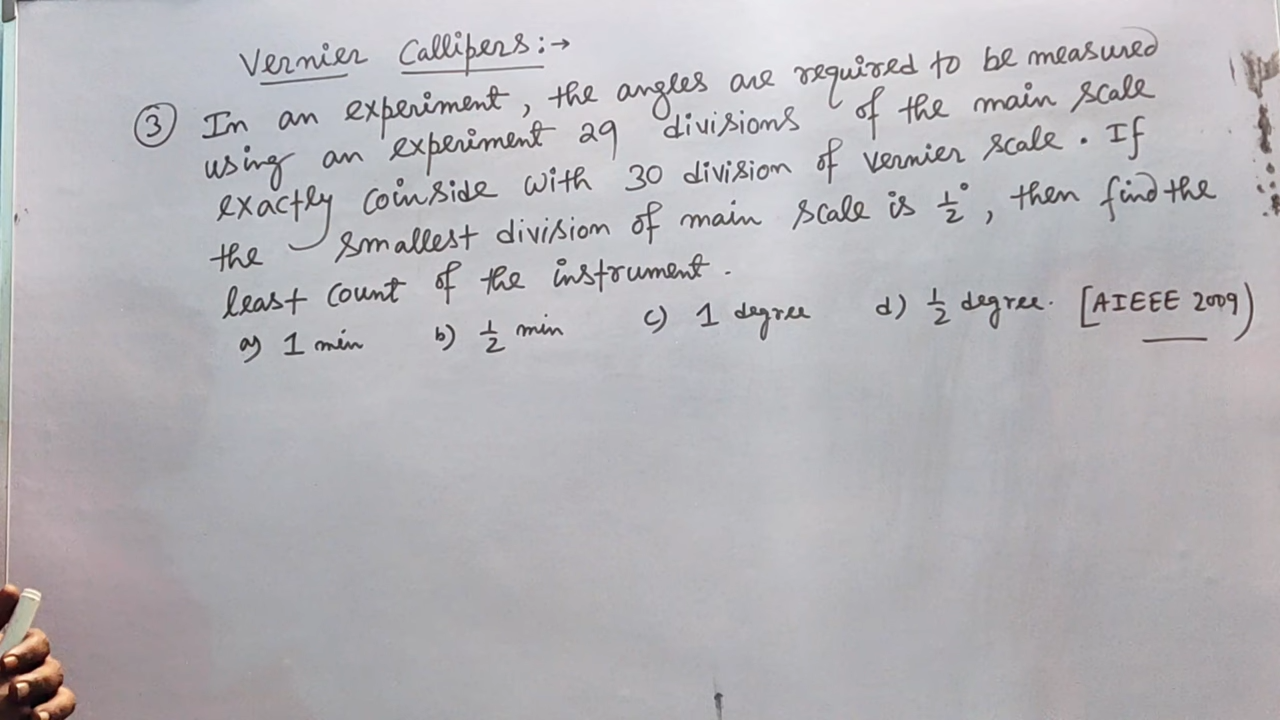 Vernier Callipers:→
③ In an experiment, the angles are required to be measured
using an experiment 29 divisions of the main scale
exactly coinside with 30 division of vernier scale. If
the smallest division of main scale is ½°, then find the
least count of the instrument.
a) 1 min b) ½ min c) 1 degree d) ½ degree. [AIEEE 2009)